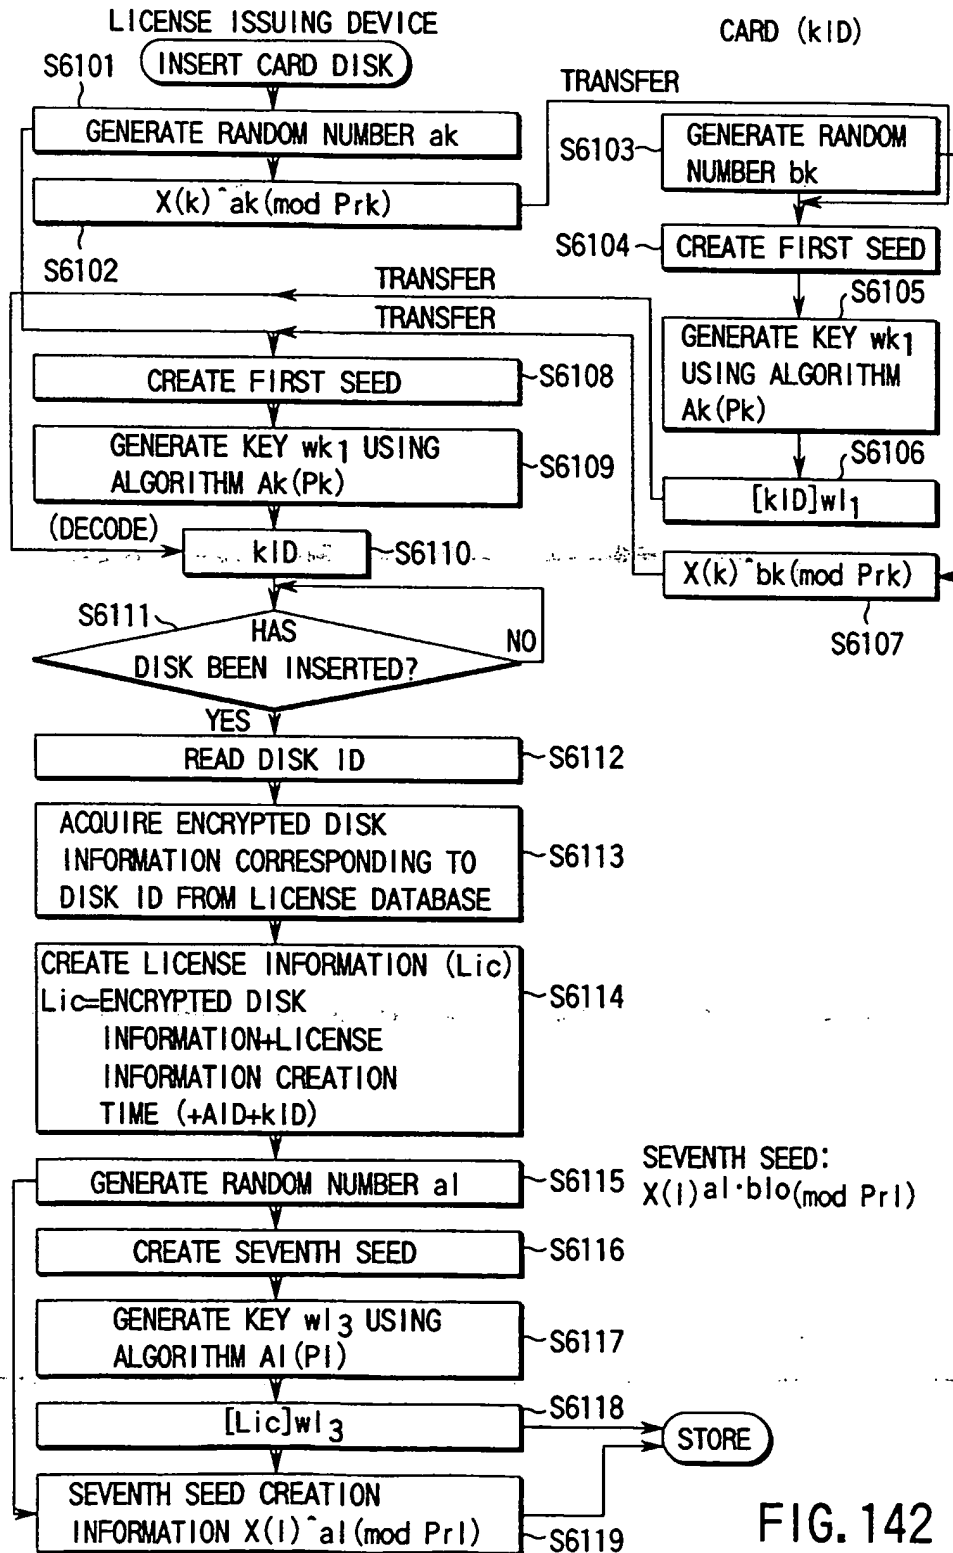 LICENSE ISSUING DEVICE
CARD (kID)
S6101
INSERT CARD DISK
TRANSFER
GENERATE RANDOM NUMBER ak
S6103
GENERATE RANDOM
NUMBER bk
X(k)^ak(mod Prk)
S6102
S6104
CREATE FIRST SEED
TRANSFER
S6105
TRANSFER
GENERATE KEY wk1
USING ALGORITHM
Ak(Pk)
CREATE FIRST SEED
S6108
GENERATE KEY wk1 USING
ALGORITHM Ak(Pk)
S6109
S6106
[kID]wl1
(DECODE)
kID
S6110
X(k)^bk(mod Prk)
S6107
S6111
HAS
DISK BEEN INSERTED?
NO
YES
READ DISK ID
S6112
ACQUIRE ENCRYPTED DISK
INFORMATION CORRESPONDING TO
DISK ID FROM LICENSE DATABASE
S6113
CREATE LICENSE INFORMATION (Lic)
Lic=ENCRYPTED DISK
INFORMATION+LICENSE
INFORMATION CREATION
TIME (+AID+kID)
S6114
GENERATE RANDOM NUMBER al
S6115
SEVENTH SEED:
X(l)al·blo(mod Prl)
CREATE SEVENTH SEED
S6116
GENERATE KEY wl3 USING
ALGORITHM Al(Pl)
S6117
[Lic]wl3
S6118
STORE
SEVENTH SEED CREATION
INFORMATION X(l)^al(mod Prl)
S6119
FIG. 142